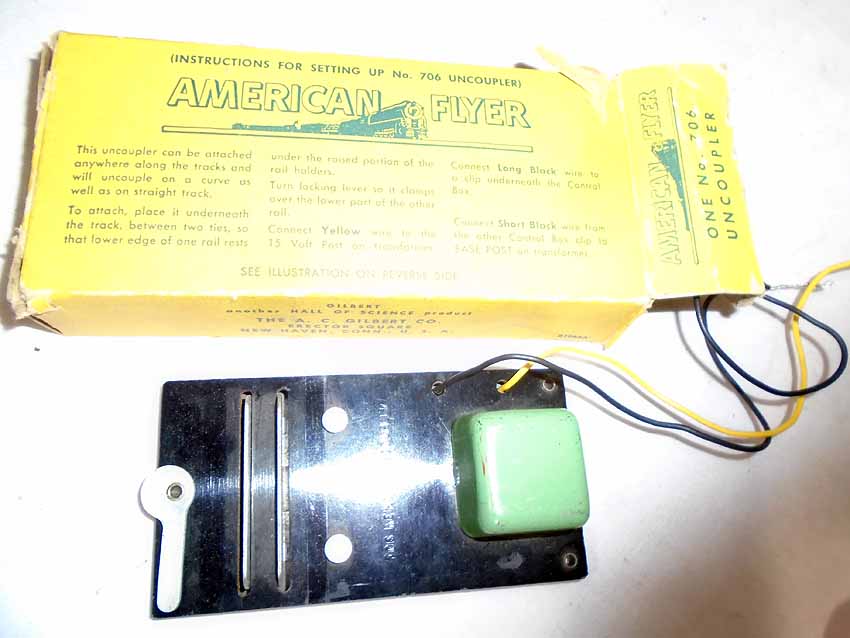 (INSTRUCTIONS FOR SETTING UP No. 706 UNCOUPLER)
AMERICAN FLYER
This uncoupler can be attached
anywhere along the tracks and
will uncouple on a curve as
well as on straight track.
To attach, place it underneath
the track, between two ties, so
that lower edge of one rail rests
under the raised portion of the
rail holders.
Turn locking lever so it clamps
over the lower part of the other
rail.
Connect Yellow wire to the
15 Volt Post on transformer
Connect Long Black wire to
a clip underneath the Control
Box.
Connect Short Black wire from
the other Control Box clip to
BASE POST on transformer.
SEE ILLUSTRATION ON REVERSE SIDE
GILBERT
another HALL OF SCIENCE product
THE A. C. GILBERT CO.
ERECTOR SQUARE
NEW HAVEN, CONN., U. S. A.
AMERICAN FLYER
ONE No. 706
UNCOUPLER